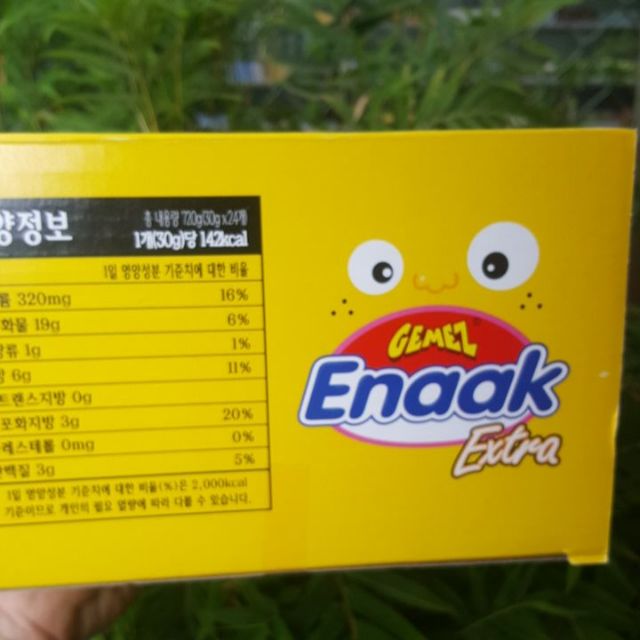 양정보
총 내용량 720g(30g x 24개)
1개(30g)당 142kcal
1일 영양성분 기준치에 대한 비율
륨 320mg 16%
화물 19g 6%
당류 1g 1%
방 6g 11%
트랜스지방 0g
포화지방 3g 20%
레스테롤 0mg 0%
백질 3g 5%
1일 영양성분 기준치에 대한 비율(%)은 2,000kcal
기준이므로 개인의 필요 열량에 따라 다를 수 있습니다.
GEMEZ
Enaak
Extra